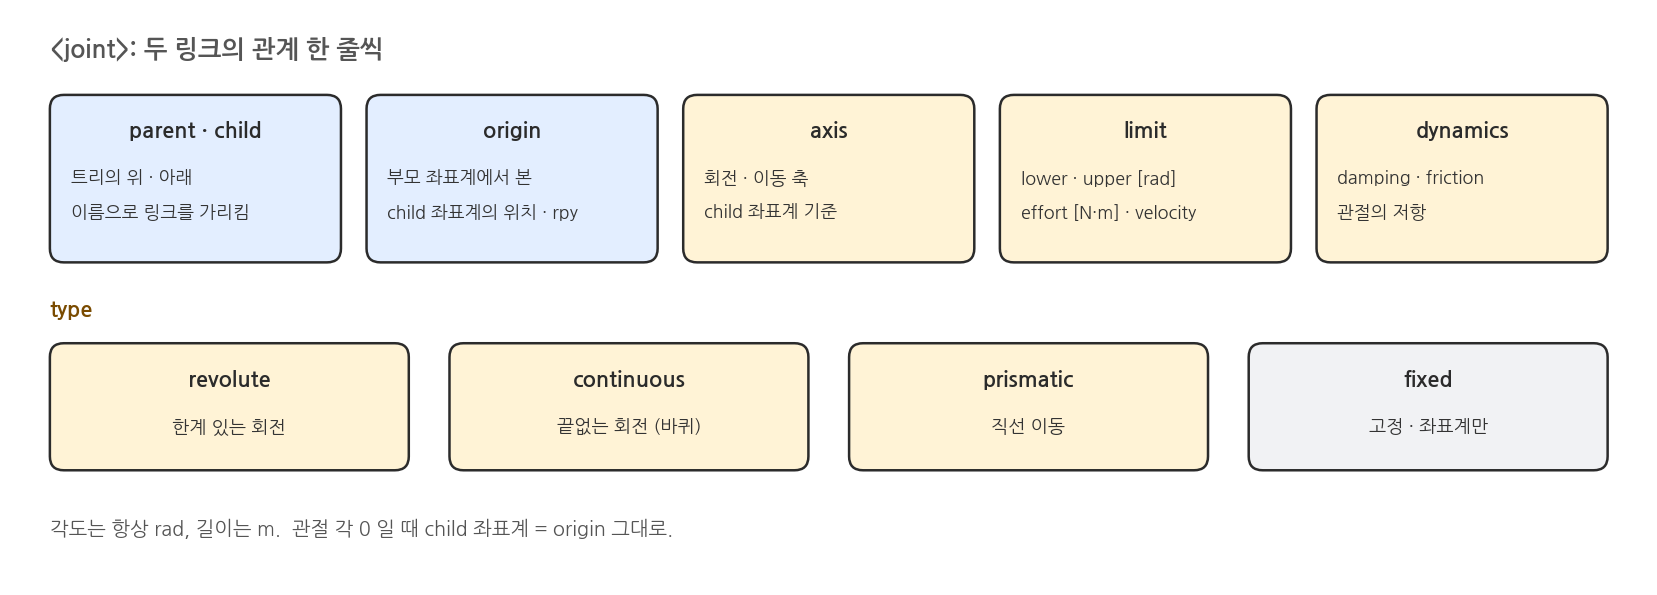 <joint>: 두 링크의 관계 한 줄씩
parent · child
트리의 위 · 아래
이름으로 링크를 가리킴
origin
부모 좌표계에서 본
child 좌표계의 위치 · rpy
axis
회전 · 이동 축
child 좌표계 기준
limit
lower · upper [rad]
effort [N·m] · velocity
dynamics
damping · friction
관절의 저항
type
revolute
한계 있는 회전
continuous
끝없는 회전 (바퀴)
prismatic
직선 이동
fixed
고정 · 좌표계만
각도는 항상 rad, 길이는 m.  관절 각 0 일 때 child 좌표계 = origin 그대로.